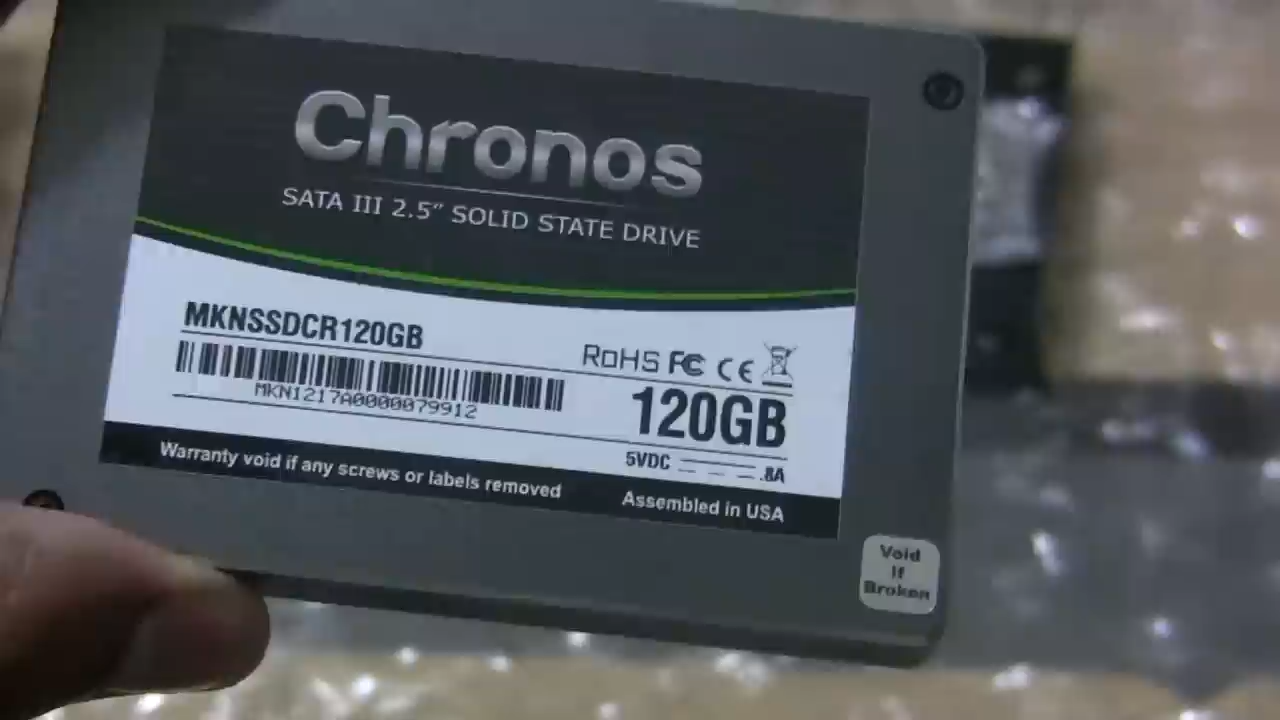 Chronos
SATA III 2.5" SOLID STATE DRIVE
MKNSSDCR120GB
RoHS FC CE
MKN1217A0000079912
120GB
5VDC .8A
Warranty void if any screws or labels removed
Assembled in USA
Void
If
Broken